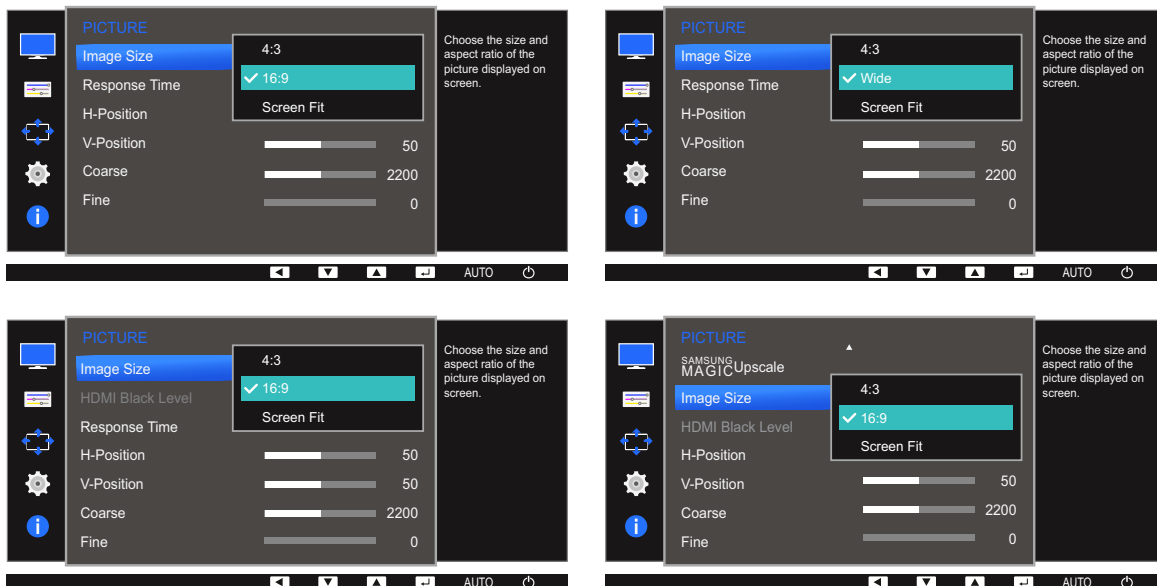 PICTURE
Image Size
4:3
Response Time
16:9
H-Position
Screen Fit
V-Position
50
Coarse
2200
Fine
0
Choose the size and
aspect ratio of the
picture displayed on
screen.
AUTO
PICTURE
Image Size
4:3
Response Time
Wide
H-Position
Screen Fit
V-Position
50
Coarse
2200
Fine
0
Choose the size and
aspect ratio of the
picture displayed on
screen.
AUTO
PICTURE
Image Size
4:3
HDMI Black Level
16:9
Response Time
Screen Fit
H-Position
50
V-Position
50
Coarse
2200
Fine
0
Choose the size and
aspect ratio of the
picture displayed on
screen.
AUTO
PICTURE
SAMSUNG
MAGIC Upscale
Image Size
4:3
HDMI Black Level
16:9
H-Position
Screen Fit
V-Position
50
Coarse
2200
Fine
0
Choose the size and
aspect ratio of the
picture displayed on
screen.
AUTO